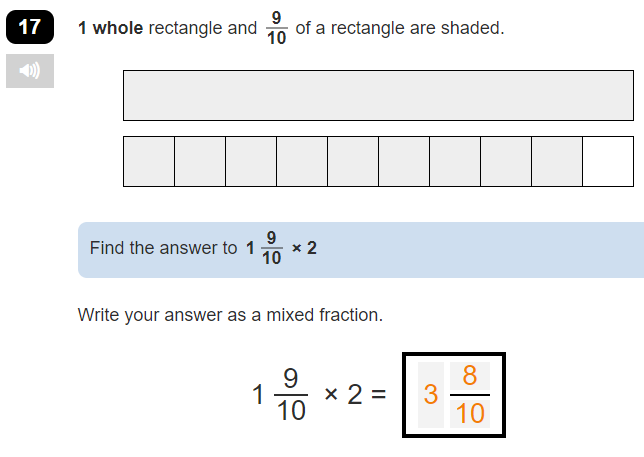 17
1 whole rectangle and 9/10 of a rectangle are shaded.
Find the answer to 1 9/10 × 2
Write your answer as a mixed fraction.
1 9/10 × 2 = 3 8/10